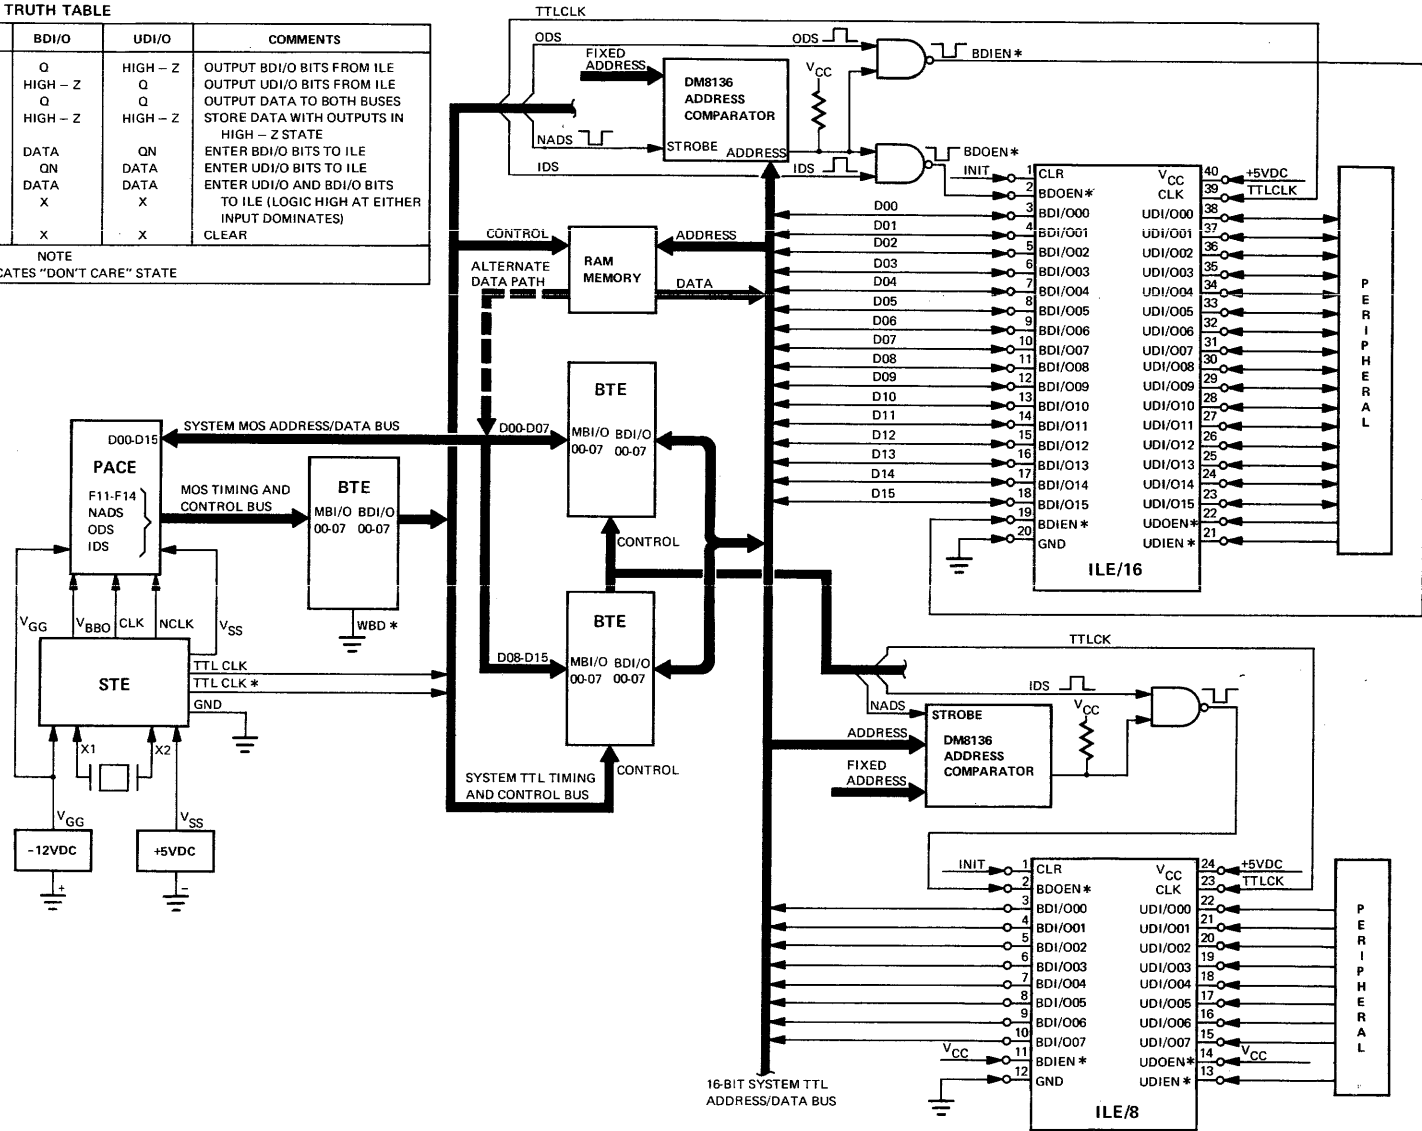 TRUTH TABLE
BDI/O UDI/O COMMENTS
Q HIGH – Z OUTPUT BDI/O BITS FROM ILE
HIGH – Z Q OUTPUT UDI/O BITS FROM ILE
Q Q OUTPUT DATA TO BOTH BUSES
HIGH – Z HIGH – Z STORE DATA WITH OUTPUTS IN
HIGH – Z STATE
DATA QN ENTER BDI/O BITS TO ILE
QN DATA ENTER UDI/O BITS TO ILE
DATA DATA ENTER UDI/O AND BDI/O BITS
X X TO ILE (LOGIC HIGH AT EITHER
INPUT DOMINATES)
X X CLEAR
NOTE
CATES "DON'T CARE" STATE
TTLCLK
ODS
FIXED
ADDRESS
NADS
IDS
DM8136
ADDRESS
COMPARATOR
STROBE
ADDRESS
VCC
ODS
IDS
BDIEN*
BDOEN*
INIT
CONTROL
ALTERNATE
DATA PATH
RAM
MEMORY
ADDRESS
DATA
D00
D01
D02
D03
D04
D05
D06
D07
D08
D09
D10
D11
D12
D13
D14
D15
1 CLR
2 BDOEN*
3 BDI/O00
4 BDI/O01
5 BDI/O02
6 BDI/O03
7 BDI/O04
8 BDI/O05
9 BDI/O06
10 BDI/O07
11 BDI/O08
12 BDI/O09
13 BDI/O10
14 BDI/O11
15 BDI/O12
16 BDI/O13
17 BDI/O14
18 BDI/O15
19 BDIEN*
20 GND
VCC 40 +5VDC
CLK 39 TTLCLK
UDI/O00 38
UDI/O01 37
UDI/O02 36
UDI/O03 35
UDI/O04 34
UDI/O05 33
UDI/O06 32
UDI/O07 31
UDI/O08 30
UDI/O09 29
UDI/O10 28
UDI/O11 27
UDI/O12 26
UDI/O13 25
UDI/O14 24
UDI/O15 23
UDOEN* 22
UDIEN* 21
ILE/16
PERIPHERAL
D00-D15
PACE
F11-F14
NADS
ODS
IDS
SYSTEM MOS ADDRESS/DATA BUS
MOS TIMING AND
CONTROL BUS
BTE
MBI/O BDI/O
00-07 00-07
WBD *
D00-D07
BTE
MBI/O BDI/O
00-07 00-07
CONTROL
BTE
MBI/O BDI/O
00-07 00-07
D08-D15
CONTROL
SYSTEM TTL TIMING
AND CONTROL BUS
VGG
VBBO
CLK
NCLK
VSS
STE
TTL CLK
TTL CLK *
GND
X1
X2
VGG
VSS
-12VDC
+5VDC
+
–
TTLCK
IDS
NADS
VCC
STROBE
DM8136
ADDRESS
COMPARATOR
ADDRESS
FIXED
ADDRESS
INIT
1 CLR
2 BDOEN*
3 BDI/O00
4 BDI/O01
5 BDI/O02
6 BDI/O03
7 BDI/O04
8 BDI/O05
9 BDI/O06
10 BDI/O07
VCC 11 BDIEN *
12 GND
VCC 24 +5VDC
CLK 23 TTLCK
UDI/O00 22
UDI/O01 21
UDI/O02 20
UDI/O03 19
UDI/O04 18
UDI/O05 17
UDI/O06 16
UDI/O07 15
UDOEN* 14 VCC
UDIEN * 13
ILE/8
PERIPHERAL
16-BIT SYSTEM TTL
ADDRESS/DATA BUS